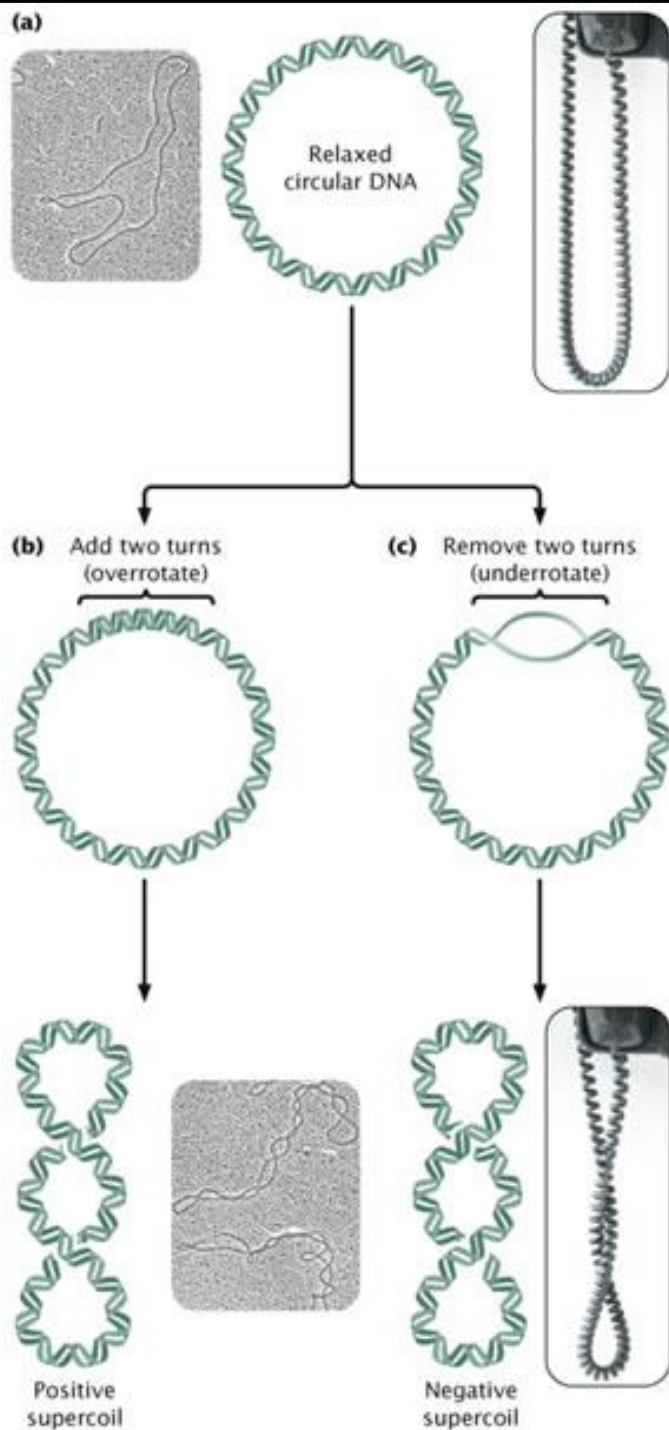 (a)
Relaxed
circular DNA
(b) Add two turns
(overrotate)
(c) Remove two turns
(underrotate)
Positive
supercoil
Negative
supercoil